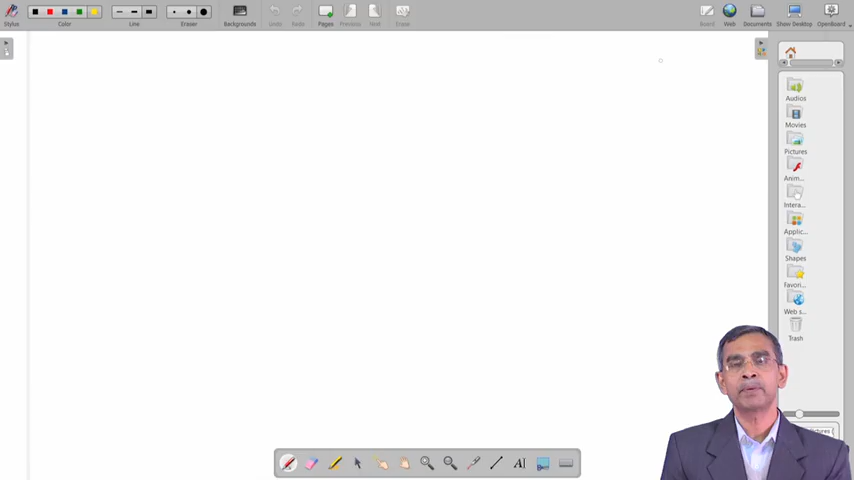 Stylus
Color
Line
Eraser
Backgrounds
Undo
Redo
Pages
Previous
Next
Erase
Board
Web
Documents
Show Desktop
OpenBoard
Audios
Movies
Pictures
Anim...
Intera...
Applic...
Shapes
Favori...
Web s...
Trash
AI